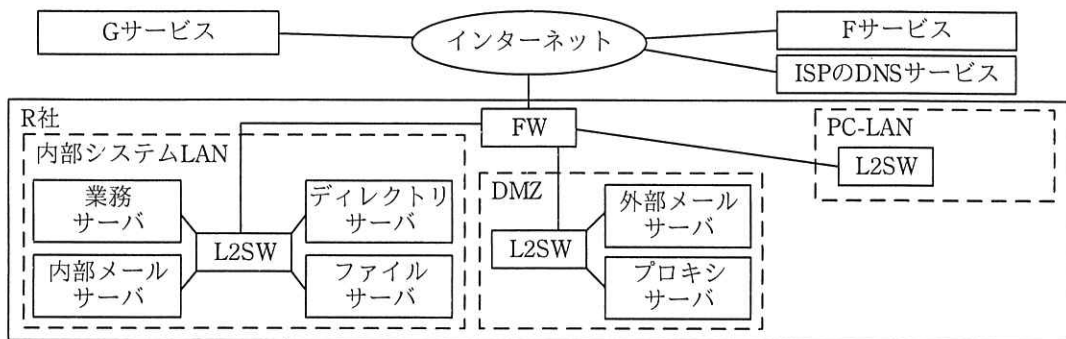 Gサービス
インターネット
Fサービス
ISPのDNSサービス
R社
FW
PC-LAN
L2SW
内部システムLAN
業務
サーバ
ディレクトリ
サーバ
L2SW
内部メール
サーバ
ファイル
サーバ
DMZ
外部メール
サーバ
L2SW
プロキシ
サーバ